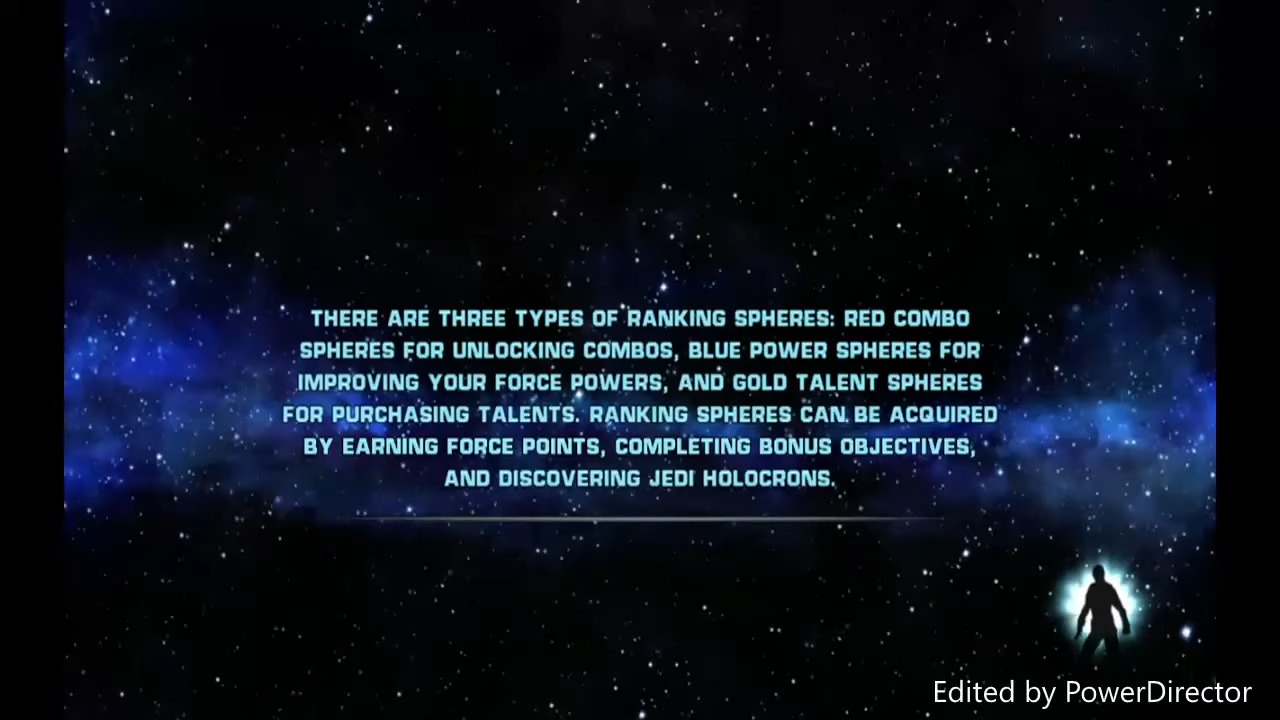 THERE ARE THREE TYPES OF RANKING SPHERES: RED COMBO
SPHERES FOR UNLOCKING COMBOS, BLUE POWER SPHERES FOR
IMPROVING YOUR FORCE POWERS, AND GOLD TALENT SPHERES
FOR PURCHASING TALENTS. RANKING SPHERES CAN BE ACQUIRED
BY EARNING FORCE POINTS, COMPLETING BONUS OBJECTIVES,
AND DISCOVERING JEDI HOLOCRONS.
Edited by PowerDirector